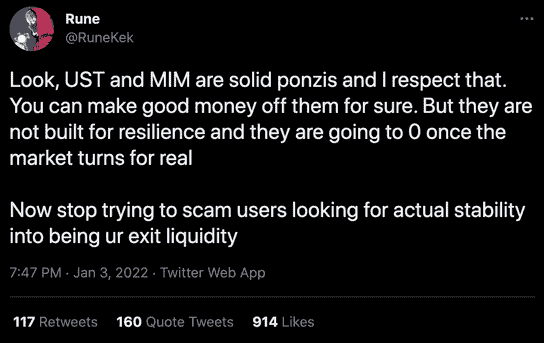 Rune
@RuneKek
Look, UST and MIM are solid ponzis and I respect that.
You can make good money off them for sure. But they are
not built for resilience and they are going to 0 once the
market turns for real
Now stop trying to scam users looking for actual stability
into being ur exit liquidity
7:47 PM · Jan 3, 2022 · Twitter Web App
117 Retweets 160 Quote Tweets 914 Likes